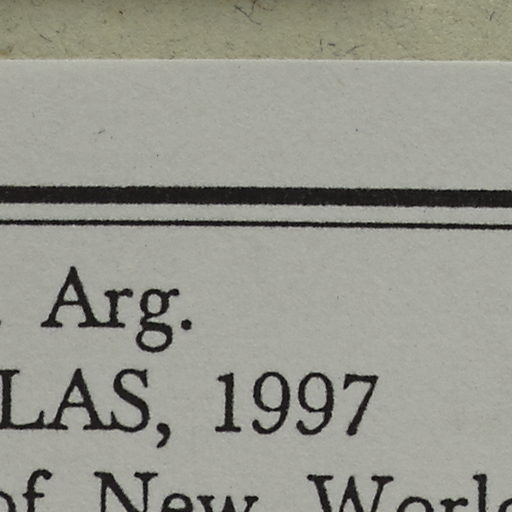 Arg.
LAS, 1997
of New World